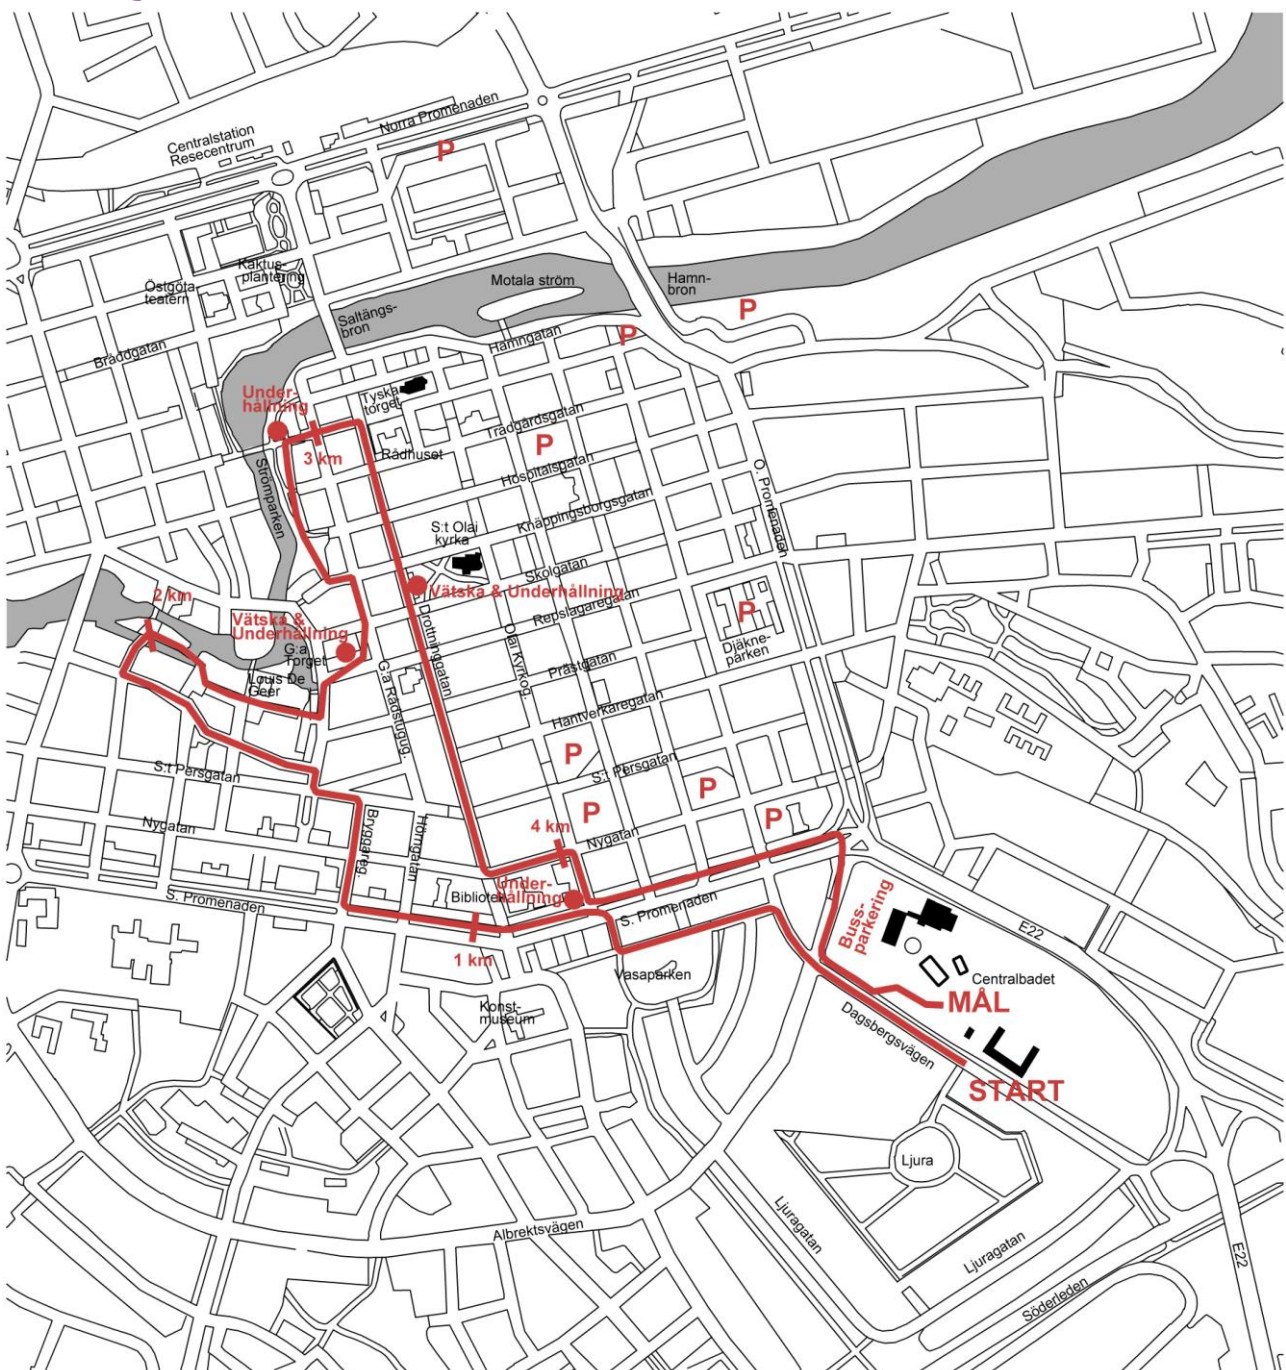 Norra Promenaden
Centralstation
Resecentrum
P
Kaktus-
plantering
Östgöta-
teatern
Motala ström
Hamn-
bron
P
Saltängs-
bron
P
Hamngatan
Bråddgatan
Under-
hållning
Tyska
torget
Trädgårdsgatan
P
3 km
Rådhuset
Hospitalsgatan
Ö. Promenaden
Strömparken
Knäppingsborgsgatan
S:t Olai
kyrka
Skolgatan
2 km
Vätska & Underhållning
Repslagaregatan
P
Vätska &
Underhållning
G:a
Torget
Drottninggatan
Olai Kyrkog.
Djäkne-
parken
Louis De
Geer
G:a Rådstugug.
Prästgatan
Hantverkaregatan
P
S:t Persgatan
S:t Persgatan
P
P
P
Nygatan
Bryggareg.
Hörngatan
4 km
Nygatan
Under-
hållning
Bibliotek
S. Promenaden
S. Promenaden
Buss-
parkering
E22
1 km
Vasaparken
Centralbadet
MÅL
Konst-
museum
Dagsbergsvägen
START
Ljura
Albrektsvägen
Ljuragatan
Ljuragatan
E22
Söderleden